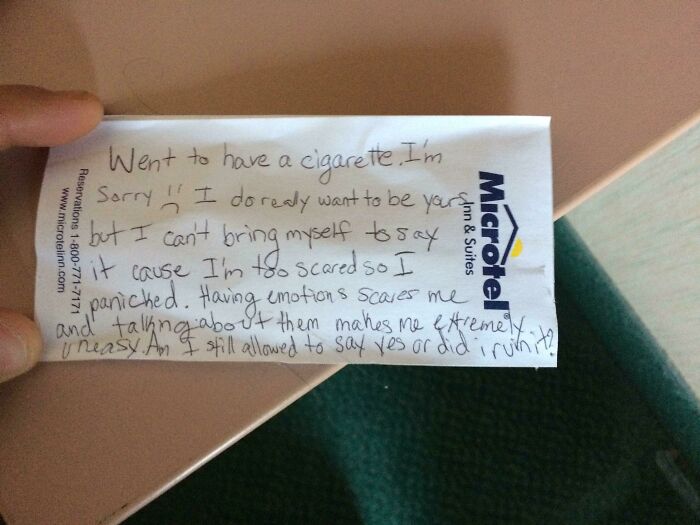 Went to have a cigarette. I'm
Sorry :( I do really want to be yours
but I can't bring myself to say
it cause I'm too scared so I
panicked. Having emotions scares me
and talking about them makes me extremely
uneasy. Am I still allowed to say yes or did i ruin it?
Microtel
Inn & Suites
Reservations 1-800-771-7171
www.microtelinn.com